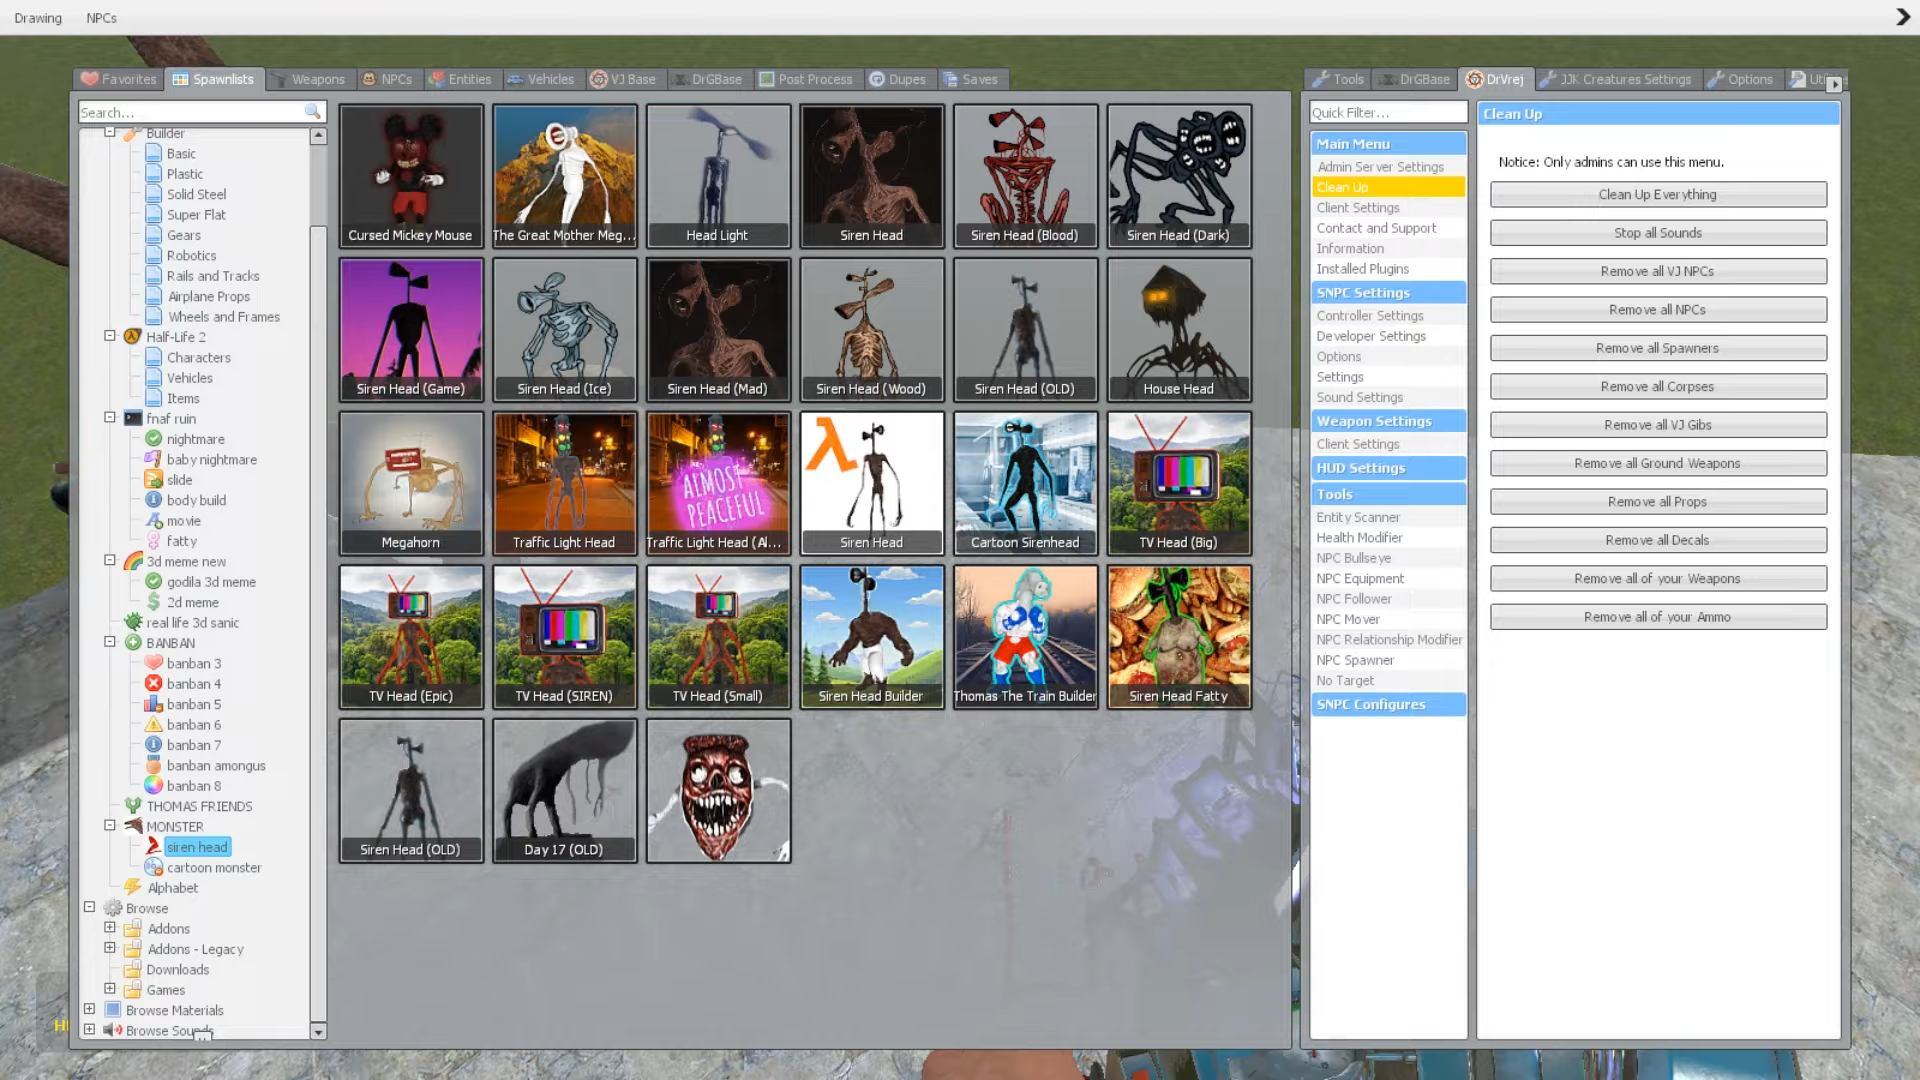 Drawing NPCs
Favorites Spawnlists Weapons NPCs Entities Vehicles VJ Base DrGBase Post Process Dupes Saves
Search...
Builder
Basic
Plastic
Solid Steel
Super Flat
Gears
Robotics
Rails and Tracks
Airplane Props
Wheels and Frames
Half-Life 2
Characters
Vehicles
Items
fnaf ruin
nightmare
baby nightmare
slide
body build
movie
fatty
3d meme new
godila 3d meme
2d meme
real life 3d sanic
BANBAN
banban 3
banban 4
banban 5
banban 6
banban 7
banban amongus
banban 8
THOMAS FRIENDS
MONSTER
siren head
cartoon monster
Alphabet
Browse
Addons
Addons - Legacy
Downloads
Games
Browse Materials
Browse Sounds
Cursed Mickey Mouse
The Great Mother Meg...
Head Light
Siren Head
Siren Head (Blood)
Siren Head (Dark)
Siren Head (Game)
Siren Head (Ice)
Siren Head (Mad)
Siren Head (Wood)
Siren Head (OLD)
House Head
Megahorn
Traffic Light Head
ALMOST
PEACEFUL
Traffic Light Head (Al...
Siren Head
Cartoon Sirenhead
TV Head (Big)
TV Head (Epic)
TV Head (SIREN)
TV Head (Small)
Siren Head Builder
Thomas The Train Builder
Siren Head Fatty
Siren Head (OLD)
Day 17 (OLD)
Tools DrGBase DrVrej JJK Creatures Settings Options
Quick Filter...
Main Menu
Admin Server Settings
Clean Up
Client Settings
Contact and Support
Information
Installed Plugins
SNPC Settings
Controller Settings
Developer Settings
Options
Settings
Sound Settings
Weapon Settings
Client Settings
HUD Settings
Tools
Entity Scanner
Health Modifier
NPC Bullseye
NPC Equipment
NPC Follower
NPC Mover
NPC Relationship Modifier
NPC Spawner
No Target
SNPC Configures
Clean Up
Notice: Only admins can use this menu.
Clean Up Everything
Stop all Sounds
Remove all VJ NPCs
Remove all NPCs
Remove all Spawners
Remove all Corpses
Remove all VJ Gibs
Remove all Ground Weapons
Remove all Props
Remove all Decals
Remove all of your Weapons
Remove all of your Ammo